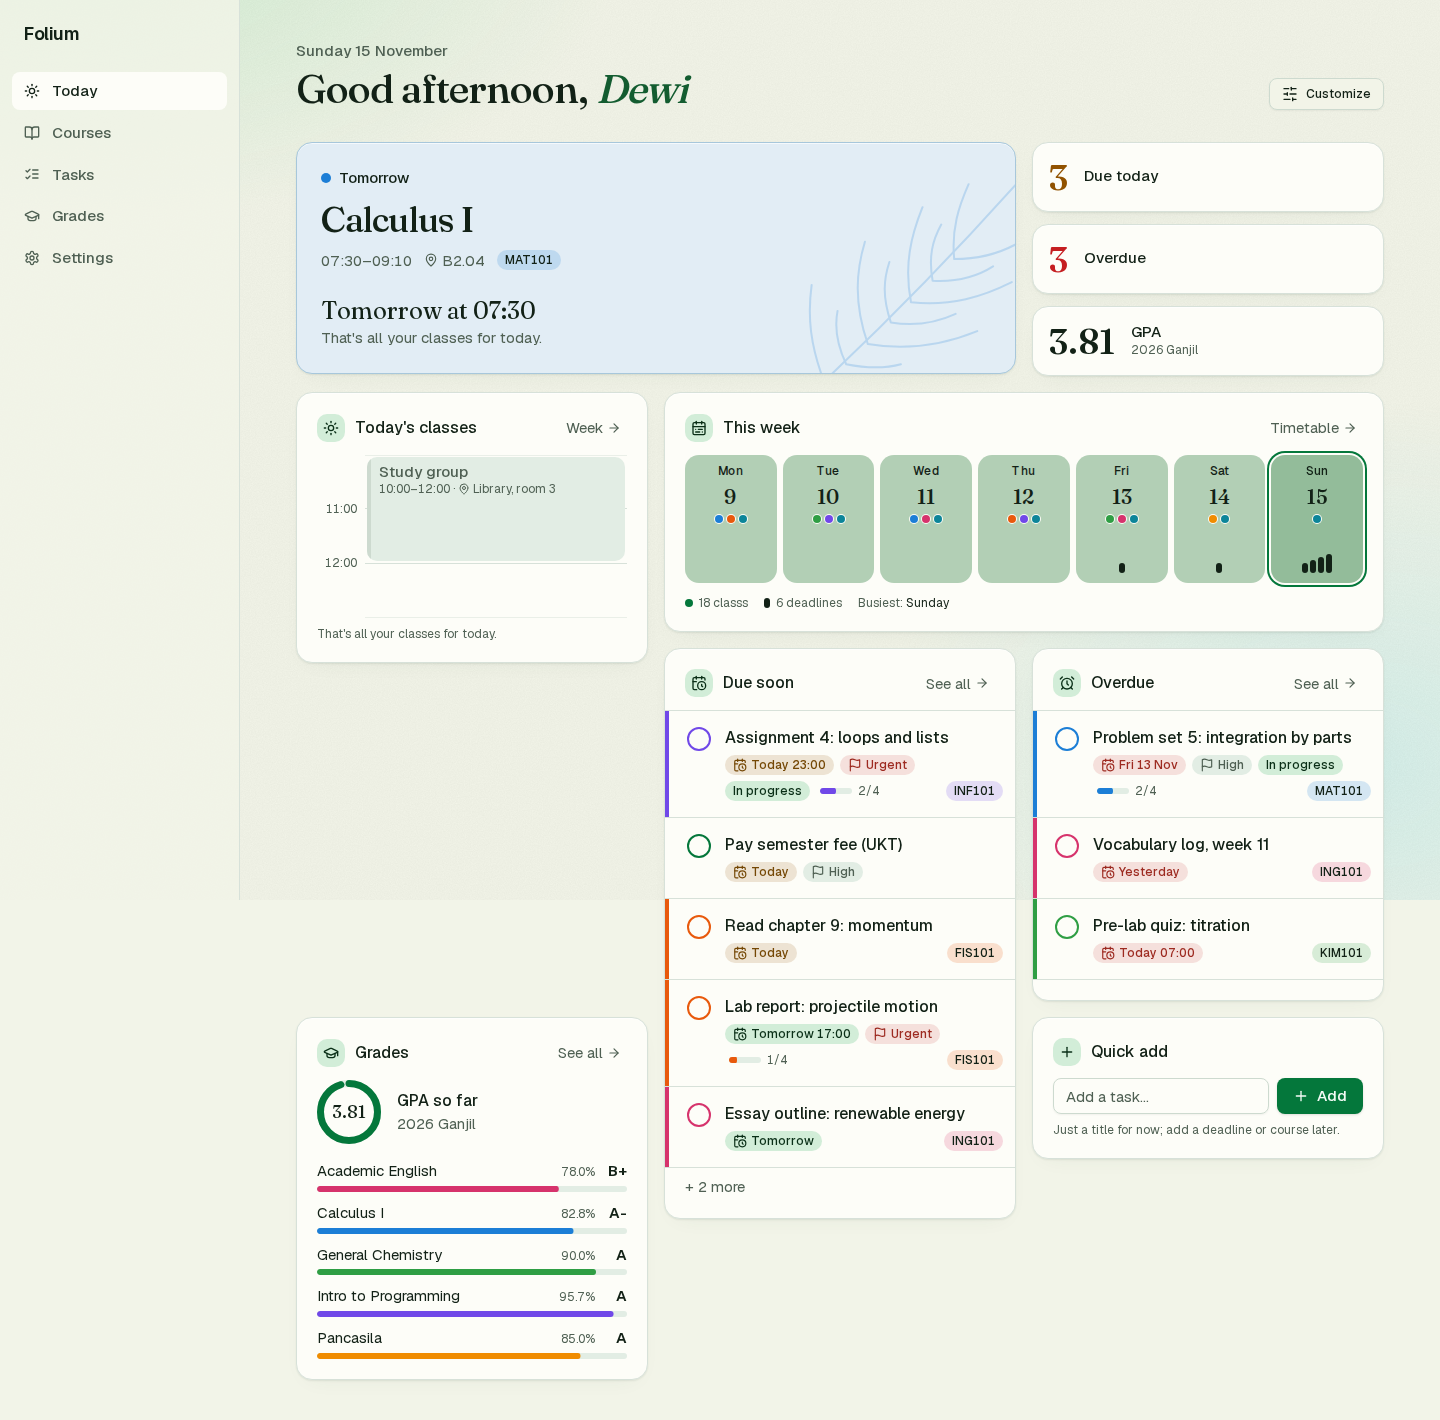 Folium
Today
Courses
Tasks
Grades
Settings
Sunday 15 November
Good afternoon, Dewi
Customize
Tomorrow
Calculus I
07:30–09:10 B2.04 MAT101
Tomorrow at 07:30
That's all your classes for today.
3 Due today
3 Overdue
3.81 GPA
2026 Ganjil
Today's classes Week →
Study group
10:00–12:00 · Library, room 3
11:00
12:00
That's all your classes for today.
This week Timetable →
Mon Tue Wed Thu Fri Sat Sun
9 10 11 12 13 14 15
18 classs 6 deadlines Busiest: Sunday
Due soon See all →
Assignment 4: loops and lists
Today 23:00 Urgent
In progress 2/4 INF101
Pay semester fee (UKT)
Today High
Read chapter 9: momentum
Today FIS101
Lab report: projectile motion
Tomorrow 17:00 Urgent
1/4 FIS101
Essay outline: renewable energy
Tomorrow ING101
+ 2 more
Overdue See all →
Problem set 5: integration by parts
Fri 13 Nov High In progress
2/4 MAT101
Vocabulary log, week 11
Yesterday ING101
Pre-lab quiz: titration
Today 07:00 KIM101
Grades See all →
3.81
GPA so far
2026 Ganjil
Academic English 78.0% B+
Calculus I 82.8% A-
General Chemistry 90.0% A
Intro to Programming 95.7% A
Pancasila 85.0% A
Quick add
Add a task...
+ Add
Just a title for now; add a deadline or course later.